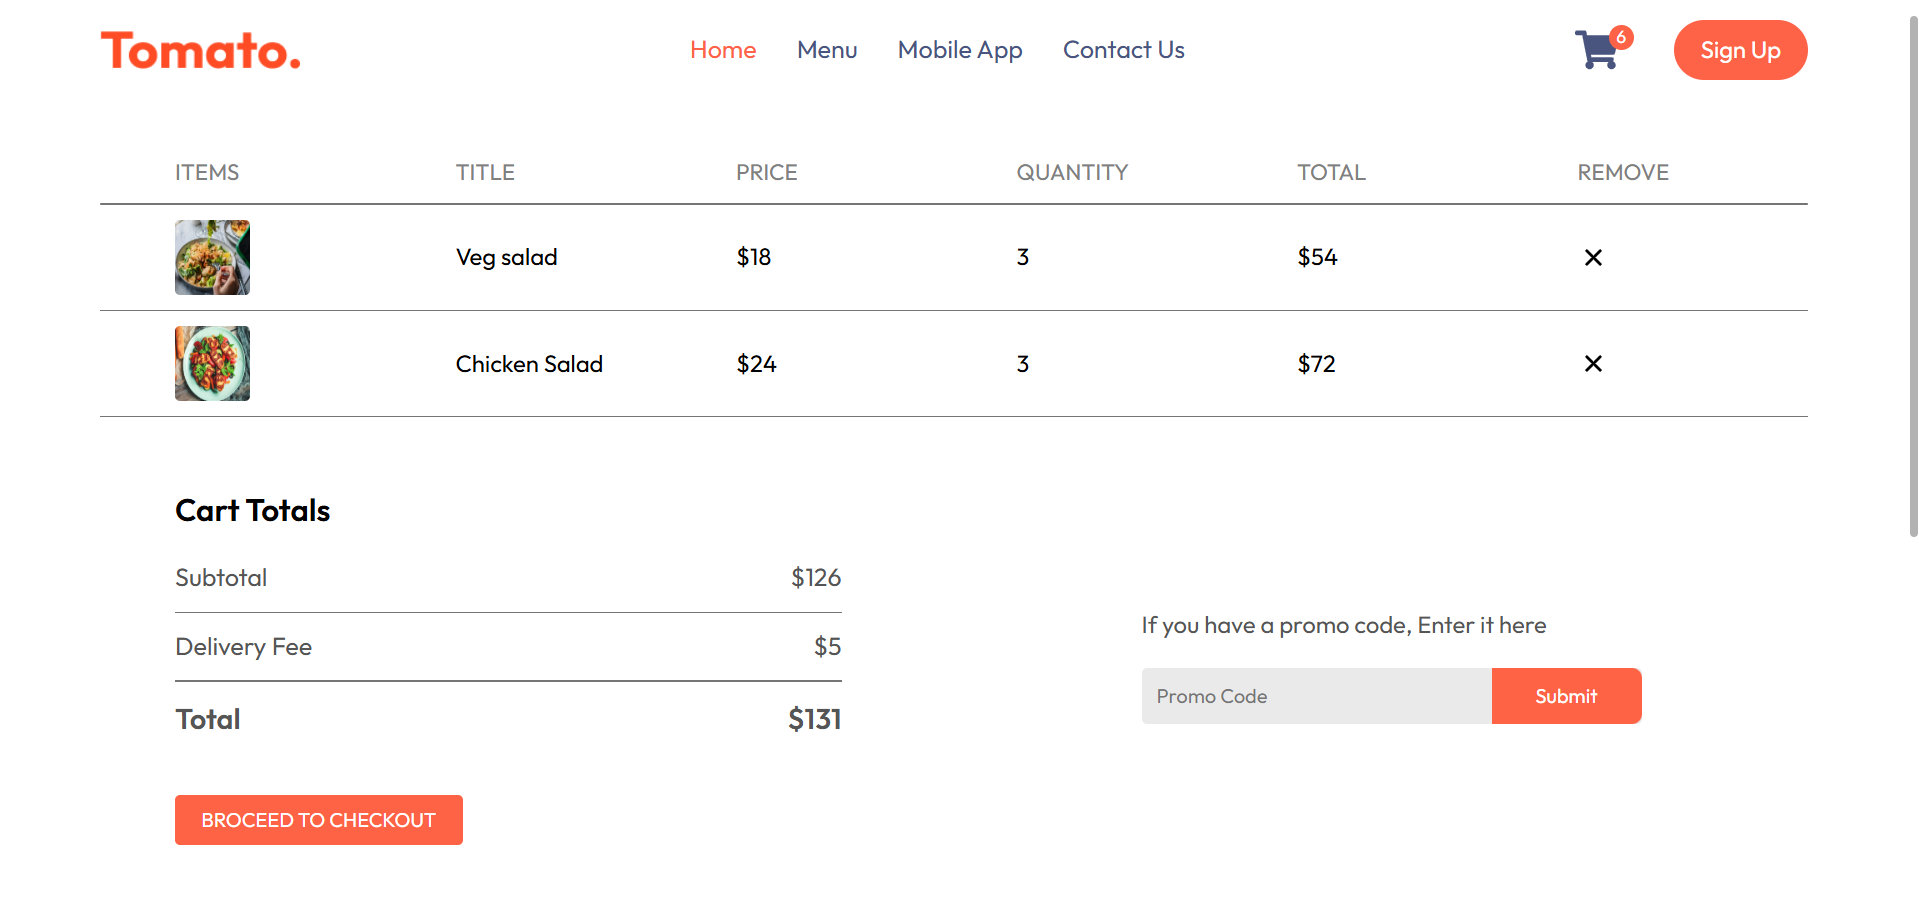 Tomato.
Home Menu Mobile App Contact Us 6 Sign Up
ITEMS TITLE PRICE QUANTITY TOTAL REMOVE
Veg salad $18 3 $54 ✕
Chicken Salad $24 3 $72 ✕
Cart Totals
Subtotal $126
Delivery Fee $5
Total $131
BROCEED TO CHECKOUT
If you have a promo code, Enter it here
Promo Code Submit